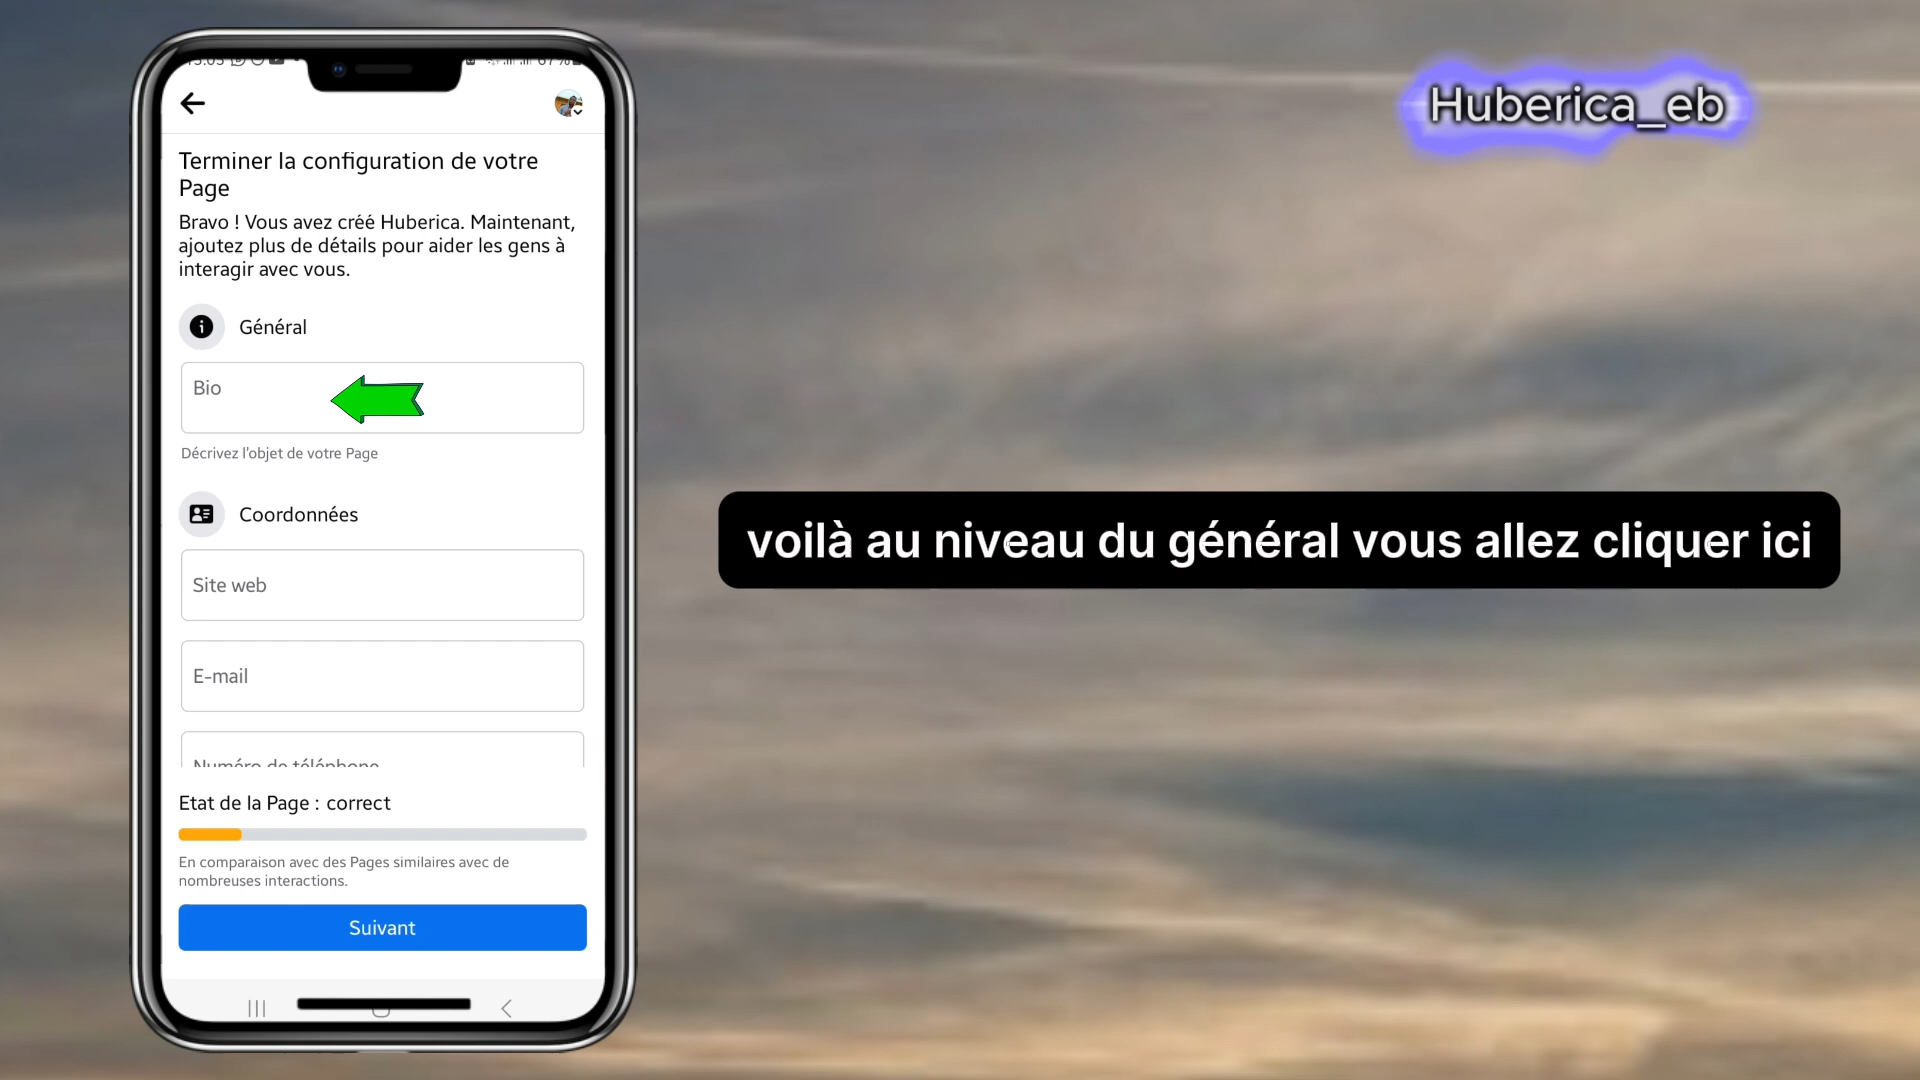 Huberica_eb
Terminer la configuration de votre
Page
Bravo ! Vous avez créé Huberica. Maintenant,
ajoutez plus de détails pour aider les gens à
interagir avec vous.
Général
Bio
Décrivez l'objet de votre Page
Coordonnées
Site web
E-mail
Numéro de téléphone
Etat de la Page : correct
En comparaison avec des Pages similaires avec de
nombreuses interactions.
Suivant
voilà au niveau du général vous allez cliquer ici